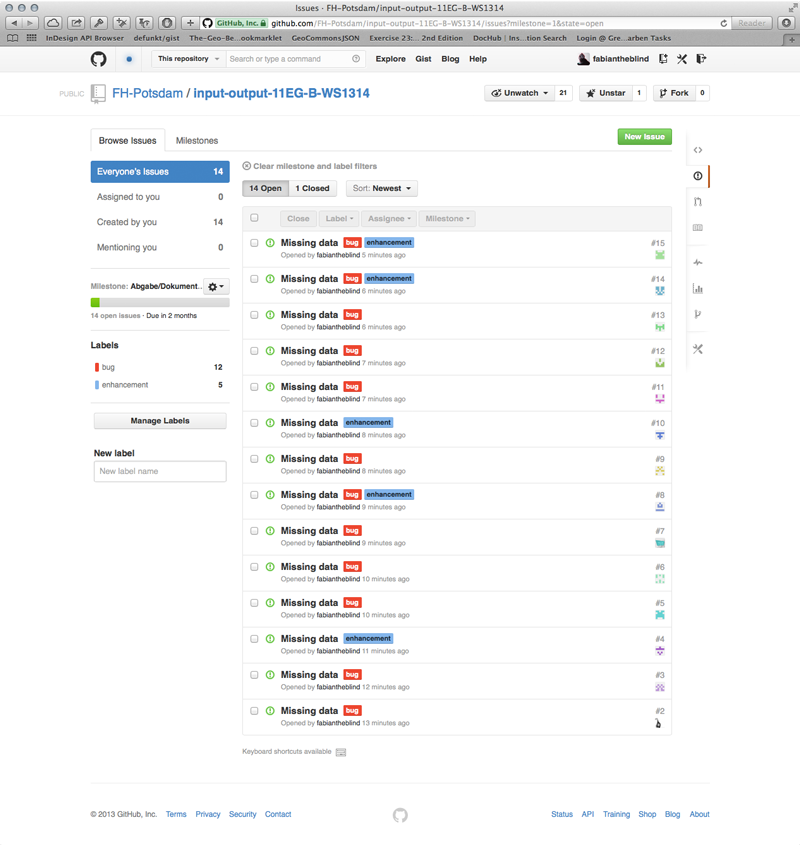 Issues - FH-Potsdam/input-output-11EG-B-WS1314
GitHub, Inc. github.com/FH-Potsdam/input-output-11EG-B-WS1314/issues?milestone=1&state=open Reader
InDesign API Browser defunkt/gist The-Geo-Be...ookmarklet GeoCommonsJSON Exercise 23:... 2nd Edition DocHub | Ins...tion Search Login @ Gre...arben Tasks
This repository Search or type a command Explore Gist Blog Help fabiantheblind
PUBLIC FH-Potsdam / input-output-11EG-B-WS1314 Unwatch 21 Unstar 1 Fork 0
Browse Issues Milestones New Issue
Everyone's Issues 14
Assigned to you 0
Created by you 14
Mentioning you 0
Milestone: Abgabe/Dokument...
14 open issues · Due in 2 months
Labels
bug 12
enhancement 5
Manage Labels
New label
New label name
Clear milestone and label filters
14 Open 1 Closed Sort: Newest
Close Label Assignee Milestone
Missing data bug enhancement #15
Opened by fabiantheblind 5 minutes ago
Missing data bug enhancement #14
Opened by fabiantheblind 6 minutes ago
Missing data bug #13
Opened by fabiantheblind 6 minutes ago
Missing data bug #12
Opened by fabiantheblind 7 minutes ago
Missing data bug #11
Opened by fabiantheblind 7 minutes ago
Missing data enhancement #10
Opened by fabiantheblind 8 minutes ago
Missing data bug #9
Opened by fabiantheblind 8 minutes ago
Missing data bug enhancement #8
Opened by fabiantheblind 9 minutes ago
Missing data bug #7
Opened by fabiantheblind 9 minutes ago
Missing data bug #6
Opened by fabiantheblind 10 minutes ago
Missing data bug #5
Opened by fabiantheblind 10 minutes ago
Missing data enhancement #4
Opened by fabiantheblind 11 minutes ago
Missing data bug #3
Opened by fabiantheblind 12 minutes ago
Missing data bug #2
Opened by fabiantheblind 13 minutes ago
Keyboard shortcuts available
© 2013 GitHub, Inc. Terms Privacy Security Contact Status API Training Shop Blog About